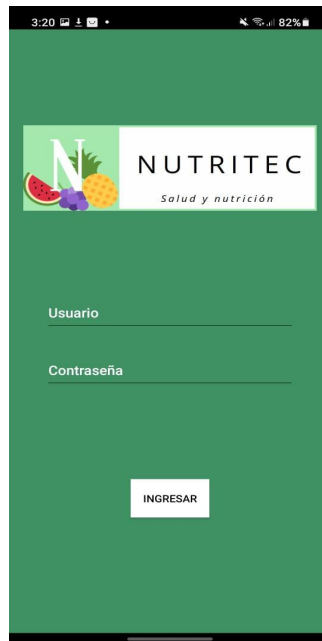 3:20
82%
N
NUTRITEC
Salud y nutrición
Usuario
Contraseña
INGRESAR